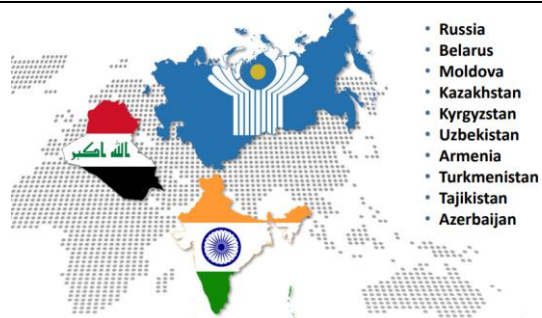 • Russia
• Belarus
• Moldova
• Kazakhstan
• Kyrgyzstan
• Uzbekistan
• Armenia
• Turkmenistan
• Tajikistan
• Azerbaijan
الله اكبر